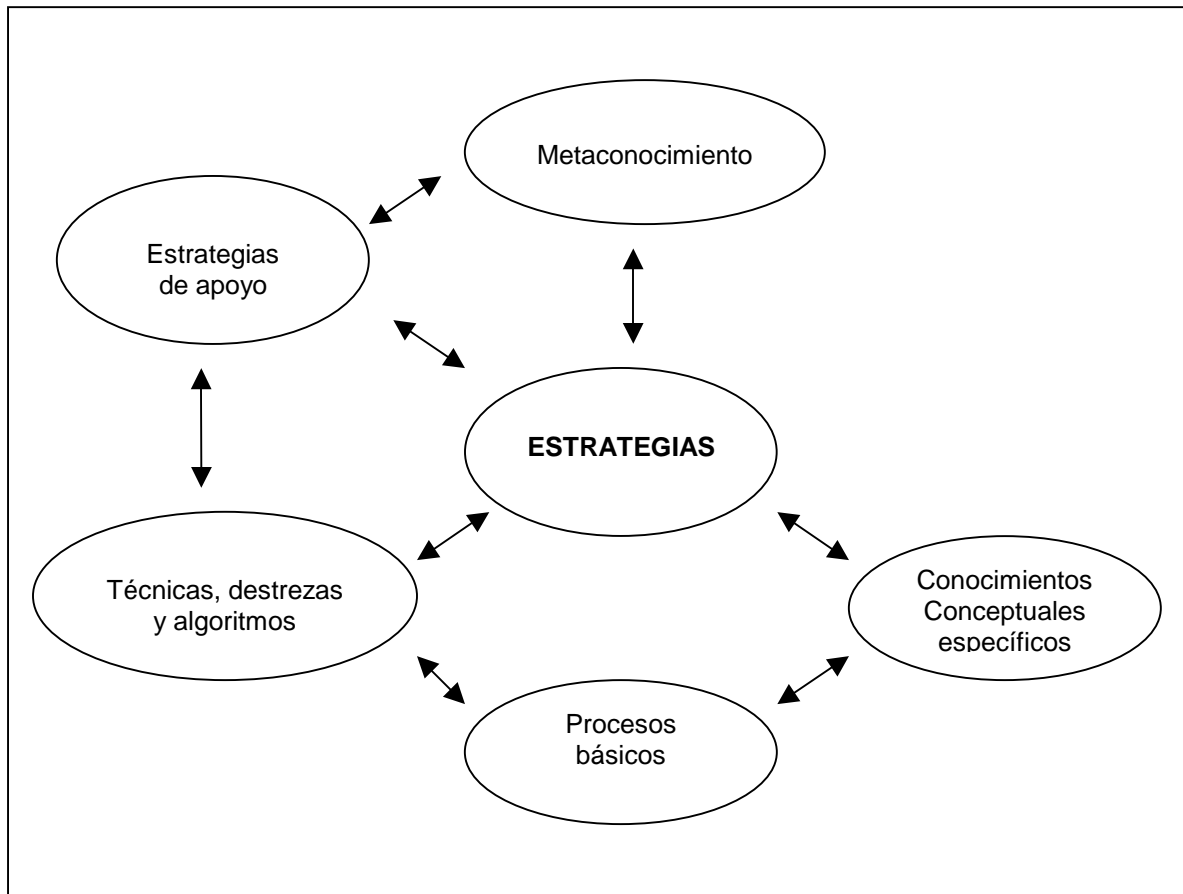 Metaconocimiento
Estrategias
de apoyo
ESTRATEGIAS
Técnicas, destrezas
y algoritmos
Conocimientos
Conceptuales
específicos
Procesos
básicos